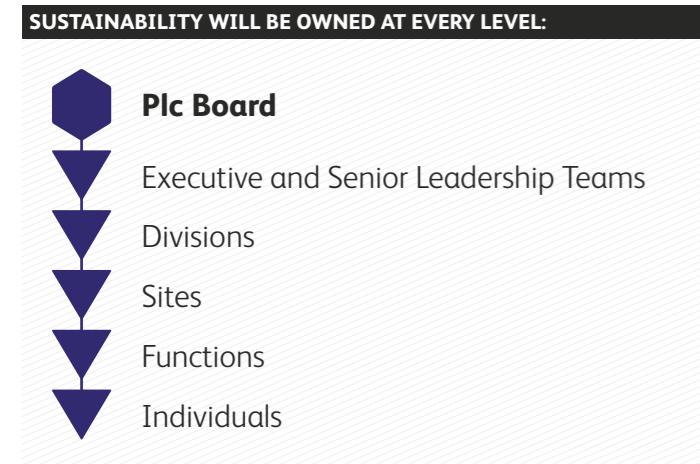 SUSTAINABILITY WILL BE OWNED AT EVERY LEVEL:
Plc Board
Executive and Senior Leadership Teams
Divisions
Sites
Functions
Individuals